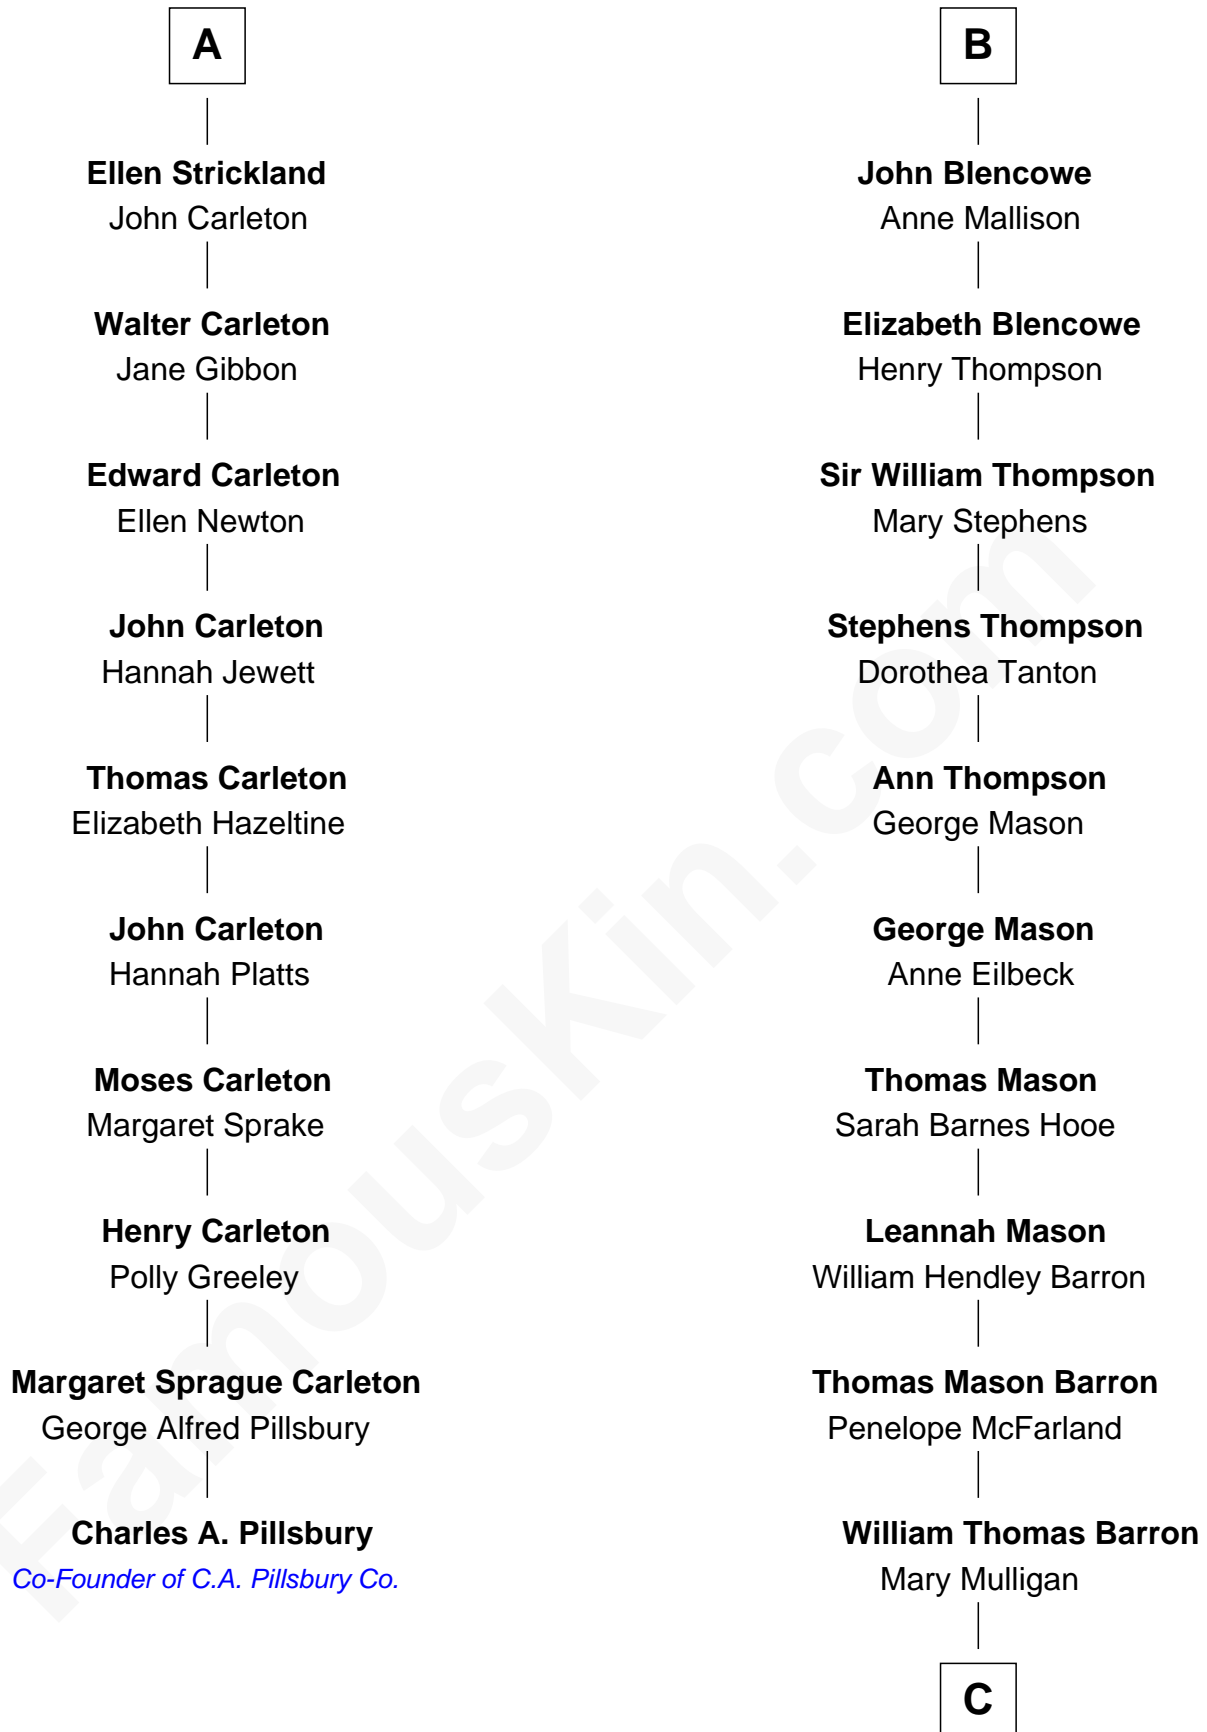 A
Ellen Strickland
John Carleton
Walter Carleton
Jane Gibbon
Edward Carleton
Ellen Newton
John Carleton
Hannah Jewett
Thomas Carleton
Elizabeth Hazeltine
John Carleton
Hannah Platts
Moses Carleton
Margaret Sprake
Henry Carleton
Polly Greeley
Margaret Sprague Carleton
George Alfred Pillsbury
Charles A. Pillsbury
Co-Founder of C.A. Pillsbury Co.
B
John Blencowe
Anne Mallison
Elizabeth Blencowe
Henry Thompson
Sir William Thompson
Mary Stephens
Stephens Thompson
Dorothea Tanton
Ann Thompson
George Mason
George Mason
Anne Eilbeck
Thomas Mason
Sarah Barnes Hooe
Leannah Mason
William Hendley Barron
Thomas Mason Barron
Penelope McFarland
William Thomas Barron
Mary Mulligan
C
FamousKin.com